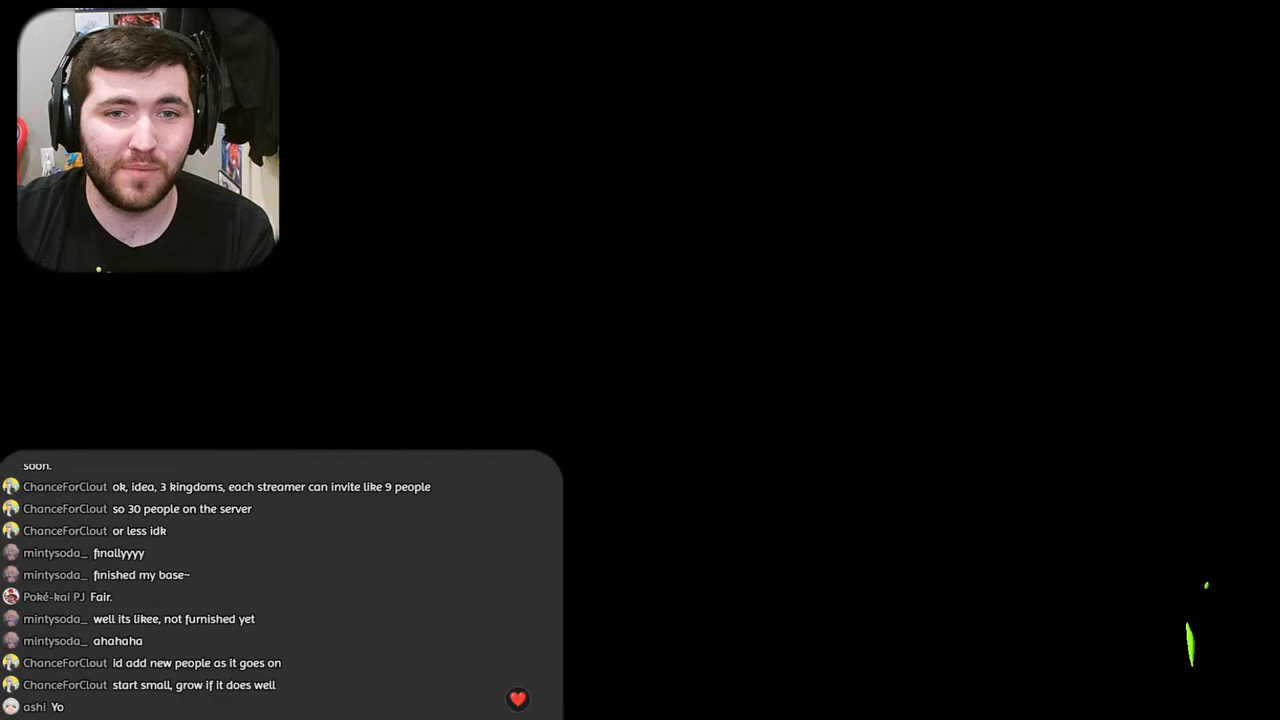 soon.
ChanceForClout ok, idea, 3 kingdoms, each streamer can invite like 9 people
ChanceForClout so 30 people on the server
ChanceForClout or less idk
mintysoda_ finallyyyy
mintysoda_ finished my base~
Poké-kai PJ Fair.
mintysoda_ well its likee, not furnished yet
mintysoda_ ahahaha
ChanceForClout id add new people as it goes on
ChanceForClout start small, grow if it does well
ashi Yo